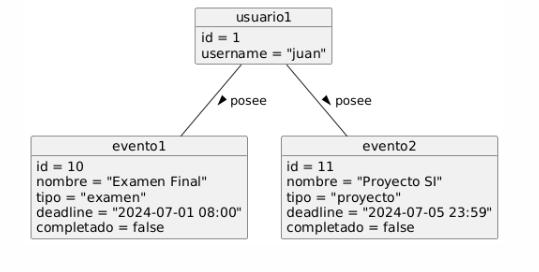 usuario1
id = 1
username = "juan"
posee
posee
evento1
id = 10
nombre = "Examen Final"
tipo = "examen"
deadline = "2024-07-01 08:00"
completado = false
evento2
id = 11
nombre = "Proyecto SI"
tipo = "proyecto"
deadline = "2024-07-05 23:59"
completado = false